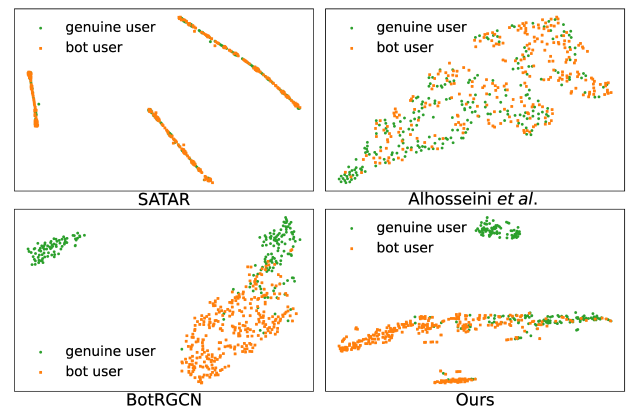 genuine user
bot user
SATAR
genuine user
bot user
Alhosseini et al.
genuine user
bot user
BotRGCN
genuine user
bot user
Ours